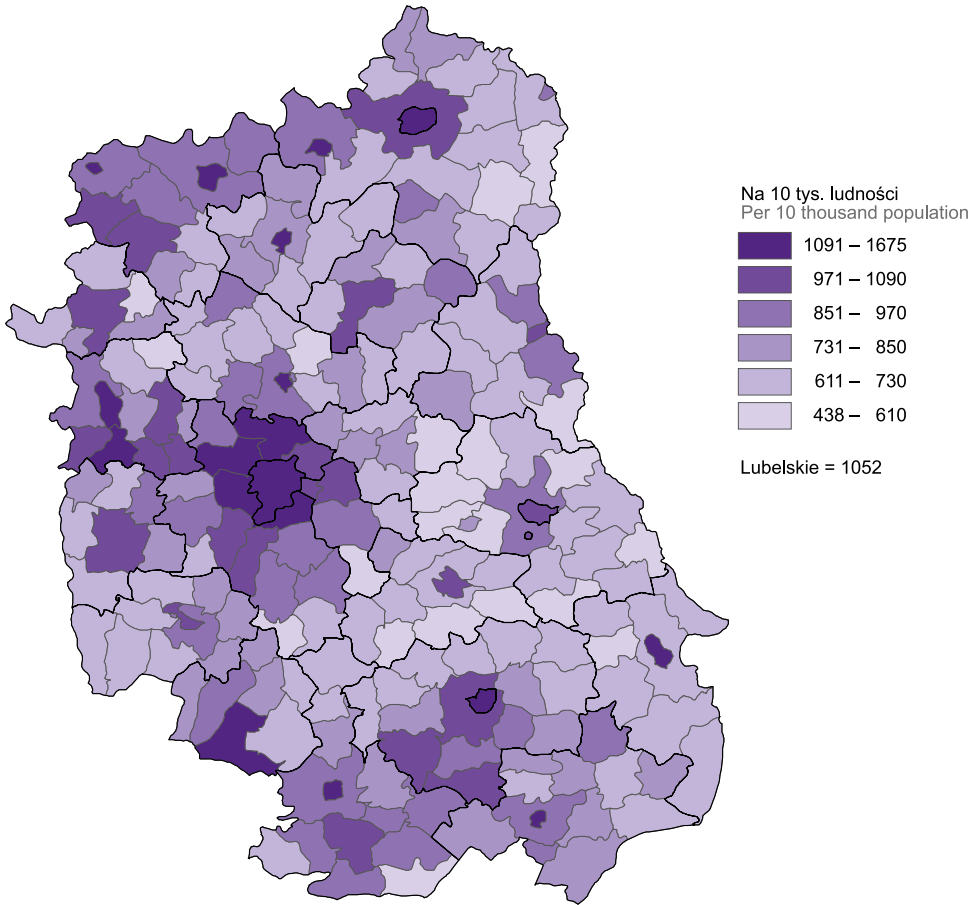 Na 10 tys. ludności
Per 10 thousand population
1091 – 1675
971 – 1090
851 – 970
731 – 850
611 – 730
438 – 610
Lubelskie = 1052